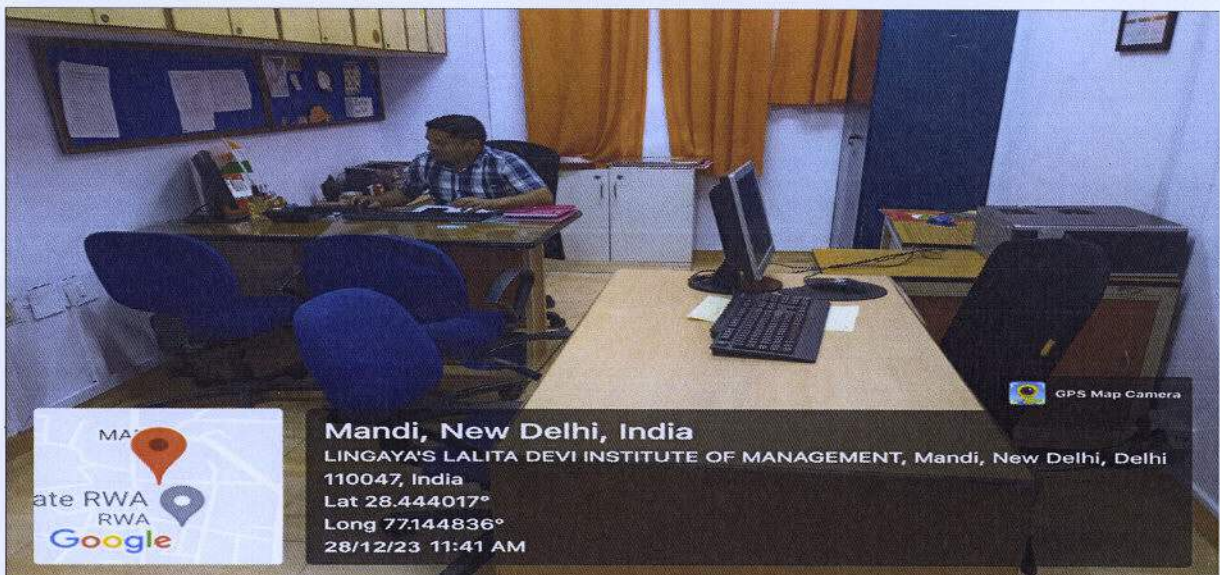 GPS Map Camera
Mandi, New Delhi, India
LINGAYA'S LALITA DEVI INSTITUTE OF MANAGEMENT, Mandi, New Delhi, Delhi
110047, India
Lat 28.444017°
Long 77.144836°
28/12/23 11:41 AM
MA
ate RWA
RWA
Google